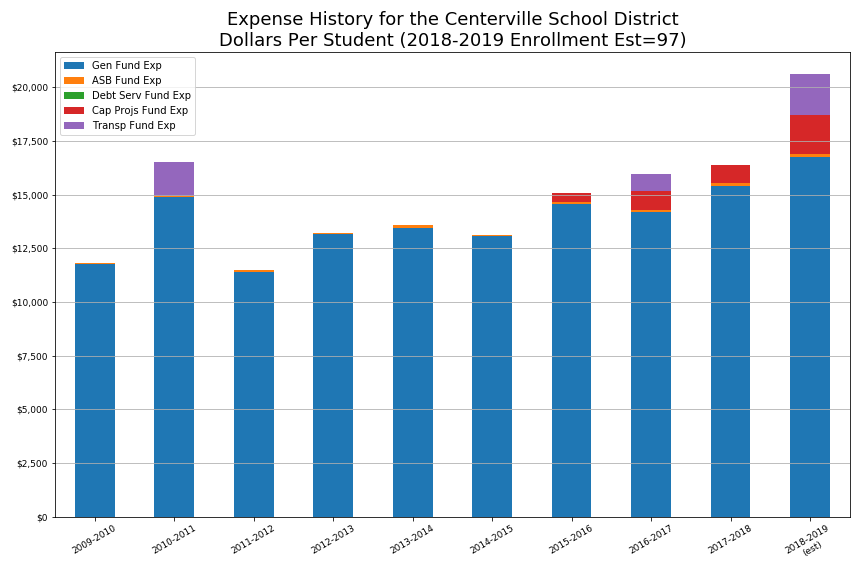 Expense History for the Centerville School District
Dollars Per Student (2018-2019 Enrollment Est=97)
Gen Fund Exp
ASB Fund Exp
Debt Serv Fund Exp
Cap Projs Fund Exp
Transp Fund Exp
$20,000
$17,500
$15,000
$12,500
$10,000
$7,500
$5,000
$2,500
$0
2009-2010
2010-2011
2011-2012
2012-2013
2013-2014
2014-2015
2015-2016
2016-2017
2017-2018
2018-2019
(est)